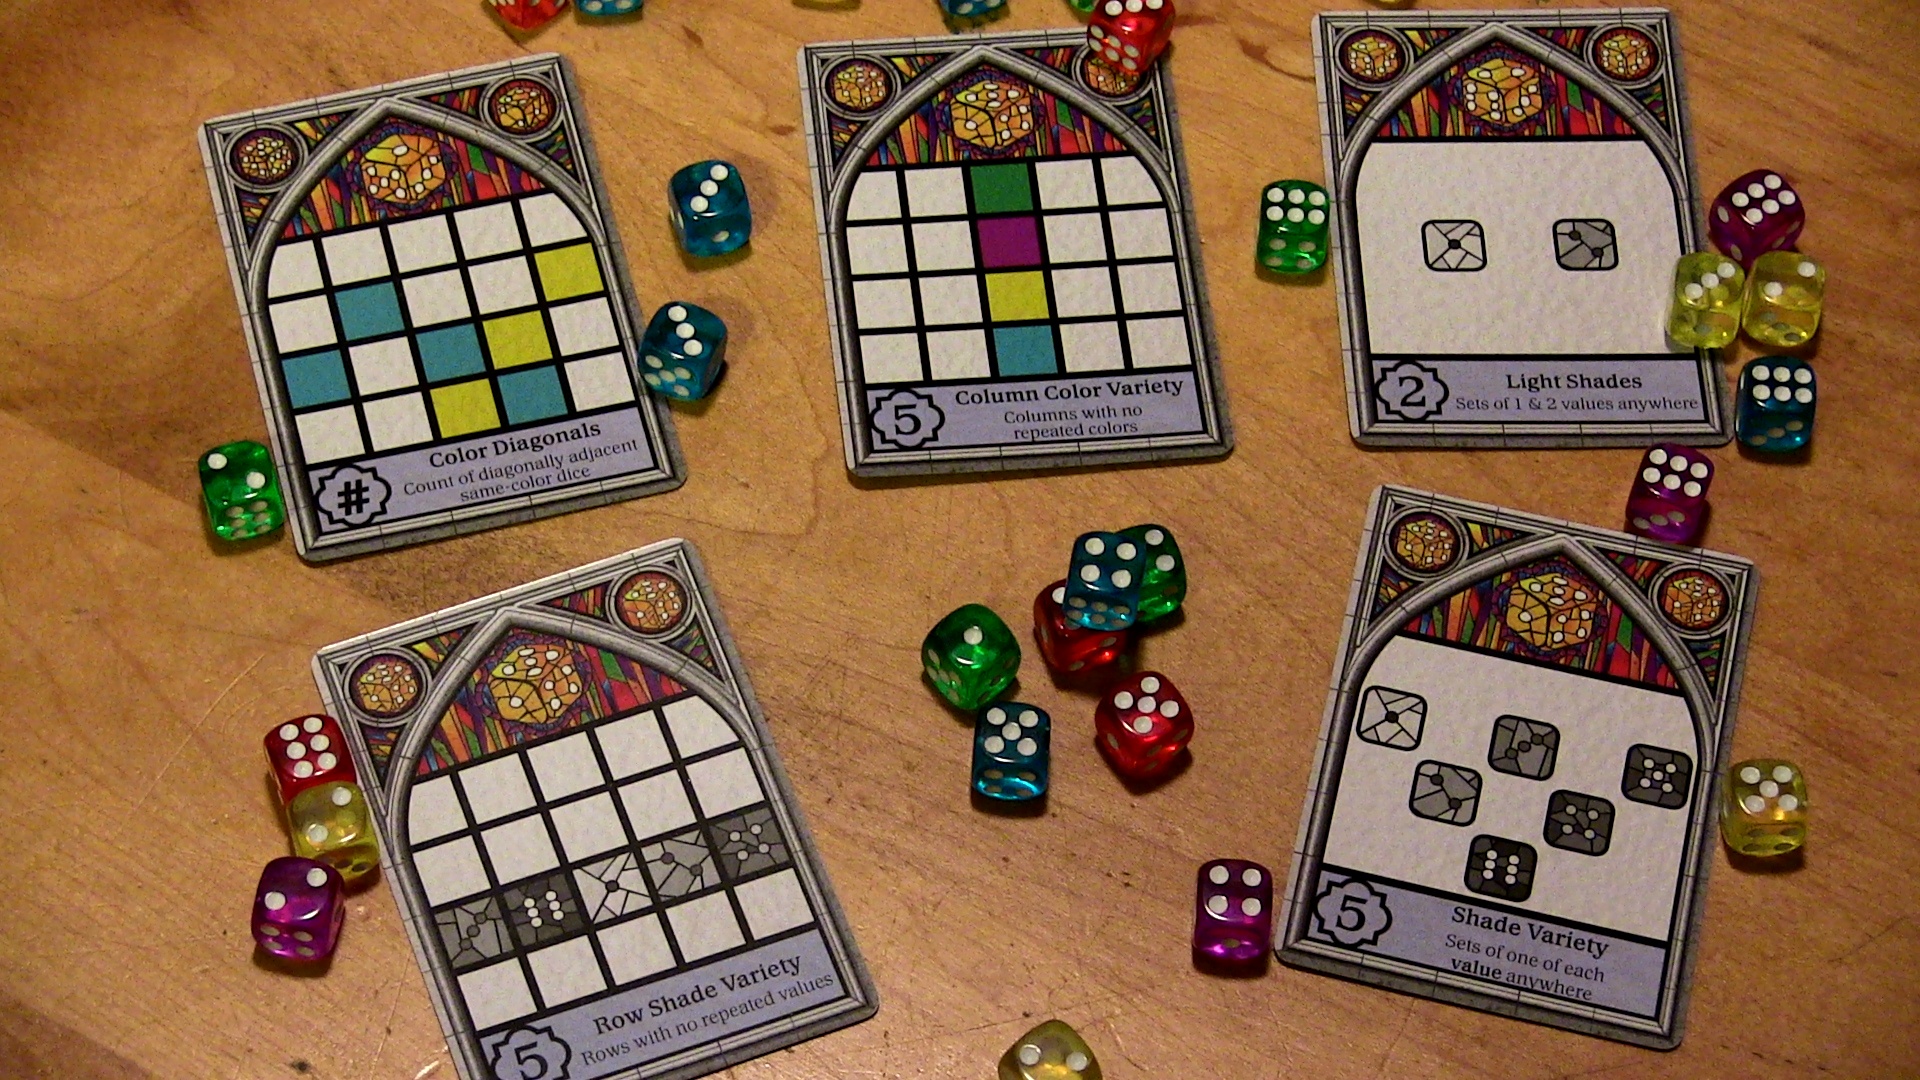 #
Color Diagonals
Count of diagonally adjacent
same-color dice
5
Column Color Variety
Columns with no
repeated colors
2
Light Shades
Sets of 1 & 2 values anywhere
5
Row Shade Variety
Rows with no repeated values
5
Shade Variety
Sets of one of each
value anywhere